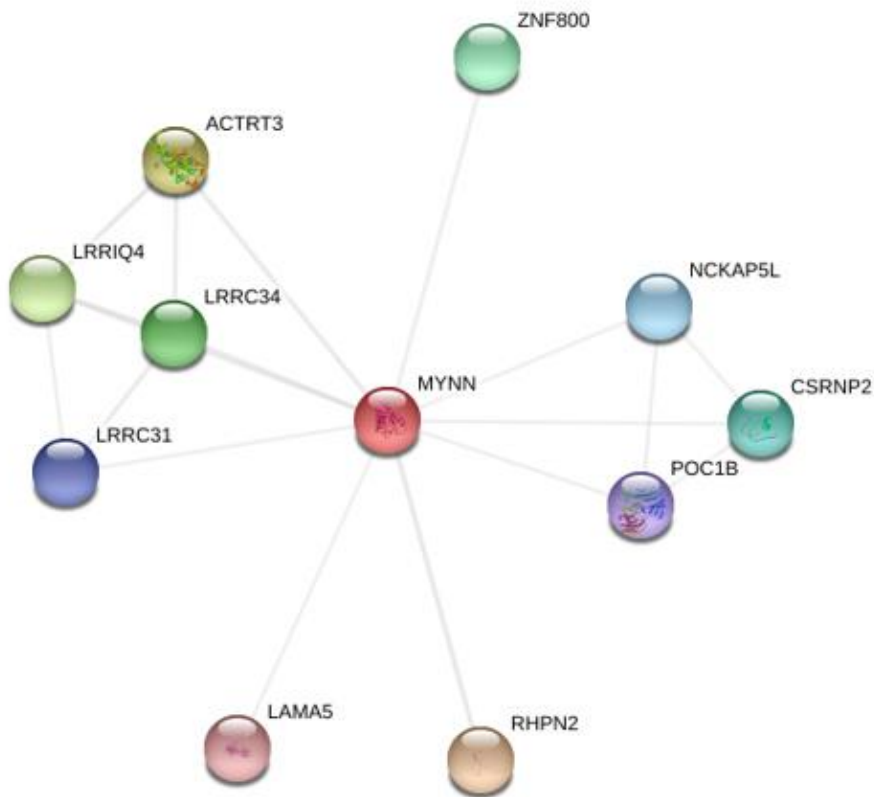 ZNF800
ACTRT3
LRRIQ4
NCKAP5L
LRRC34
MYNN
CSRNP2
LRRC31
POC1B
LAMA5
RHPN2